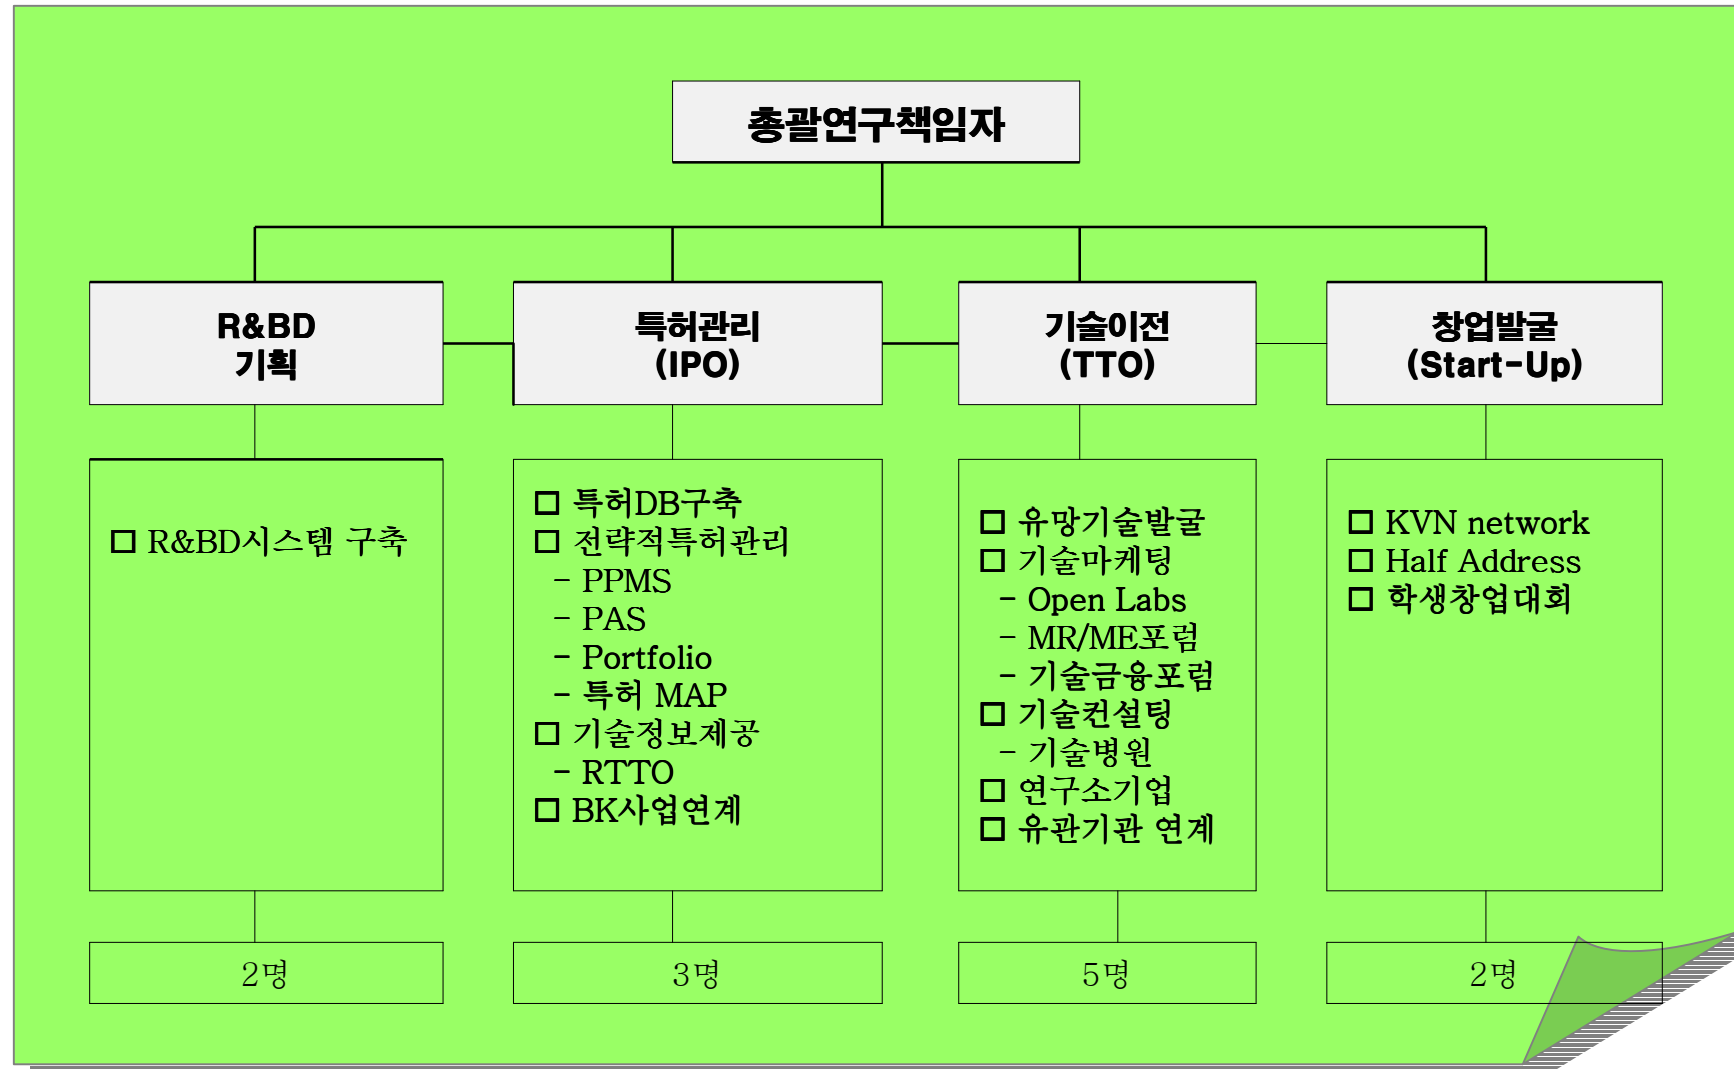 총괄연구책임자
R&BD
기획
특허관리
(IPO)
기술이전
(TTO)
창업발굴
(Start-Up)
□ R&BD시스템 구축
□ 특허DB구축
□ 전략적특허관리
- PPMS
- PAS
- Portfolio
- 특허 MAP
□ 기술정보제공
- RTTO
□ BK사업연계
□ 유망기술발굴
□ 기술마케팅
- Open Labs
- MR/ME포럼
- 기술금융포럼
□ 기술컨설팅
- 기술병원
□ 연구소기업
□ 유관기관 연계
□ KVN network
□ Half Address
□ 학생창업대회
2명
3명
5명
2명